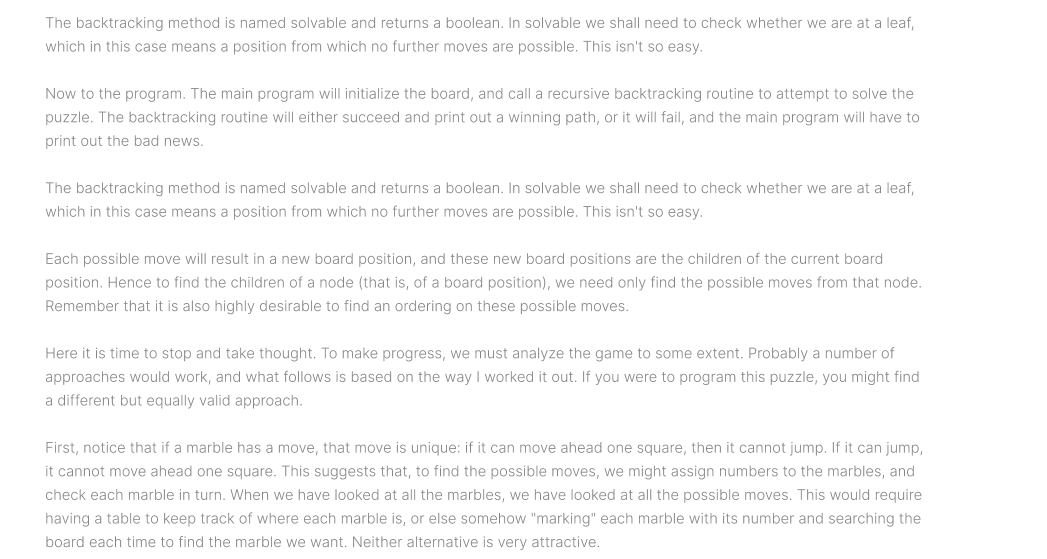 The backtracking method is named solvable and returns a boolean. In solvable we shall need to check whether we are at a leaf,
which in this case means a position from which no further moves are possible. This isn't so easy.
Now to the program. The main program will initialize the board, and call a recursive backtracking routine to attempt to solve the
puzzle. The backtracking routine will either succeed and print out a winning path, or it will fail, and the main program will have to
print out the bad news.
The backtracking method is named solvable and returns a boolean. In solvable we shall need to check whether we are at a leaf,
which in this case means a position from which no further moves are possible. This isn't so easy.
Each possible move will result in a new board position, and these new board positions are the children of the current board
position. Hence to find the children of a node (that is, of a board position), we need only find the possible moves from that node.
Remember that it is also highly desirable to find an ordering on these possible moves.
Here it is time to stop and take thought. To make progress, we must analyze the game to some extent. Probably a number of
approaches would work, and what follows is based on the way I worked it out. If you were to program this puzzle, you might find
a different but equally valid approach.
First, notice that if a marble has a move, that move is unique: if it can move ahead one square, then it cannot jump. If it can jump,
it cannot move ahead one square. This suggests that, to find the possible moves, we might assign numbers to the marbles, and
check each marble in turn. When we have looked at all the marbles, we have looked at all the possible moves. This would require
having a table to keep track of where each marble is, or else somehow "marking" each marble with its number and searching the
board each time to find the marble we want. Neither alternative is very attractive.